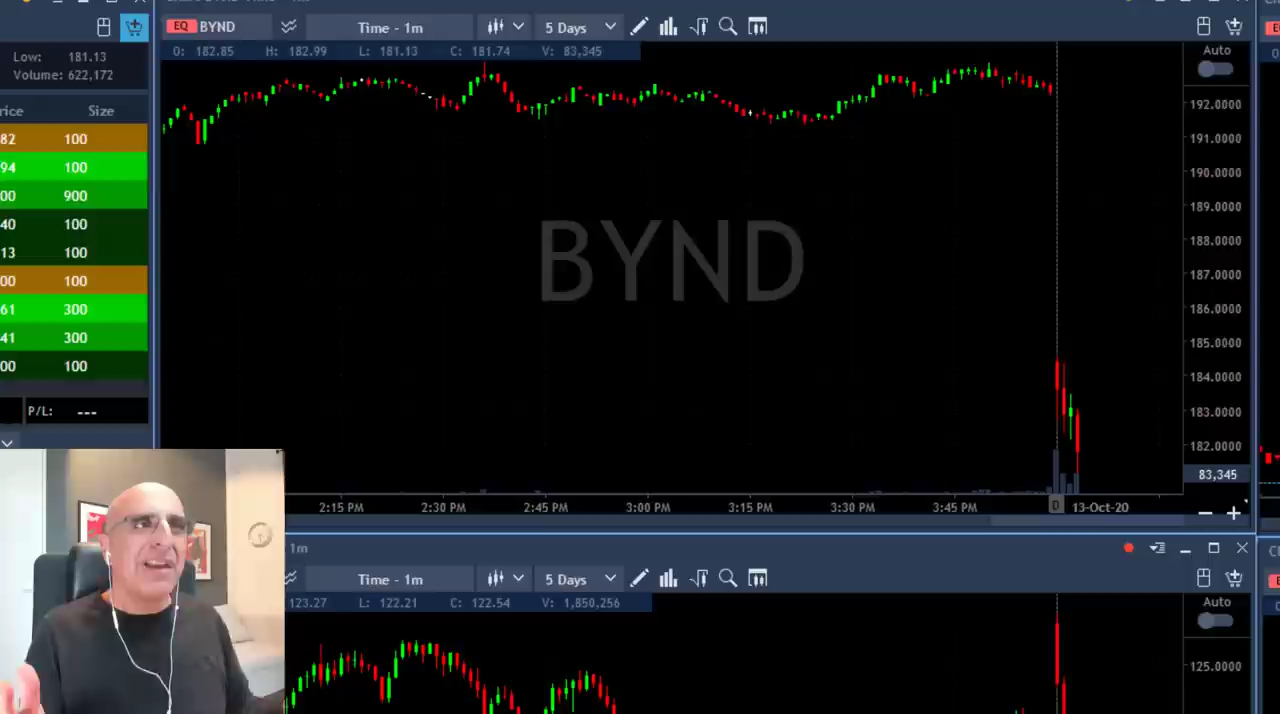 Low: 181.13
Volume: 622,172
rice Size
82 100
94 100
00 900
40 100
13 100
00 100
61 300
41 300
00 100
P/L: ---
EQ BYND Time - 1m 5 Days
O: 182.85 H: 182.99 L: 181.13 C: 181.74 V: 83,345
Auto
192.0000
191.0000
190.0000
189.0000
188.0000
187.0000
186.0000
185.0000
184.0000
183.0000
182.0000
83,345
BYND
2:15 PM 2:30 PM 2:45 PM 3:00 PM 3:15 PM 3:30 PM 3:45 PM D 13-Oct-20
1m
Time - 1m 5 Days
123.27 L: 122.21 C: 122.54 V: 1,850,256
Auto
125.0000